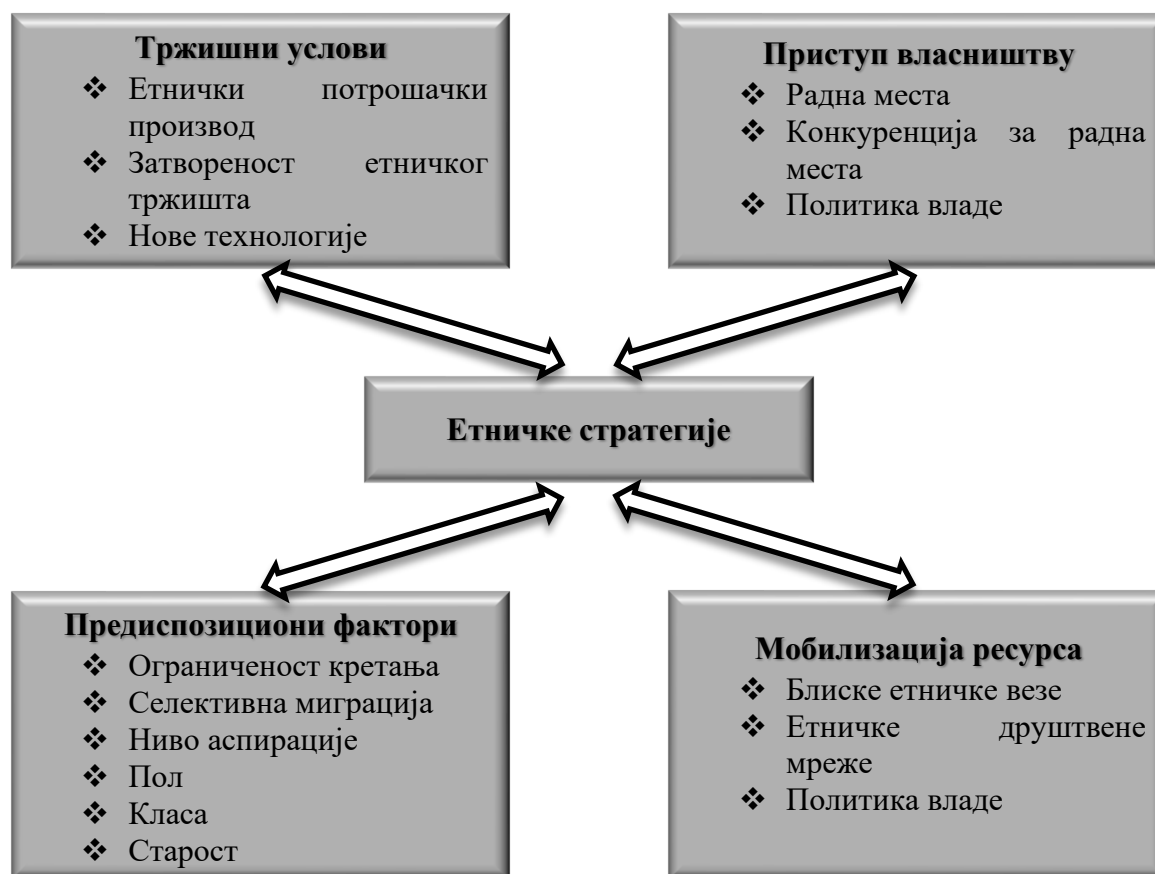 Тржишни услови
❖ Етнички потрошачки
производ
❖ Затвореност етничког
тржишта
❖ Нове технологије
Приступ власништву
❖ Радна места
❖ Конкуренција за радна
места
❖ Политика владе
Етничке стратегије
Предиспозициони фактори
❖ Ограниченост кретања
❖ Селективна миграција
❖ Ниво аспирације
❖ Пол
❖ Класа
❖ Старост
Мобилизација ресурса
❖ Блиске етничке везе
❖ Етничке друштвене
мреже
❖ Политика владе